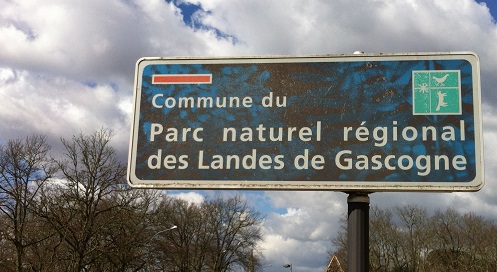 Commune du
Parc naturel régional
des Landes de Gascogne